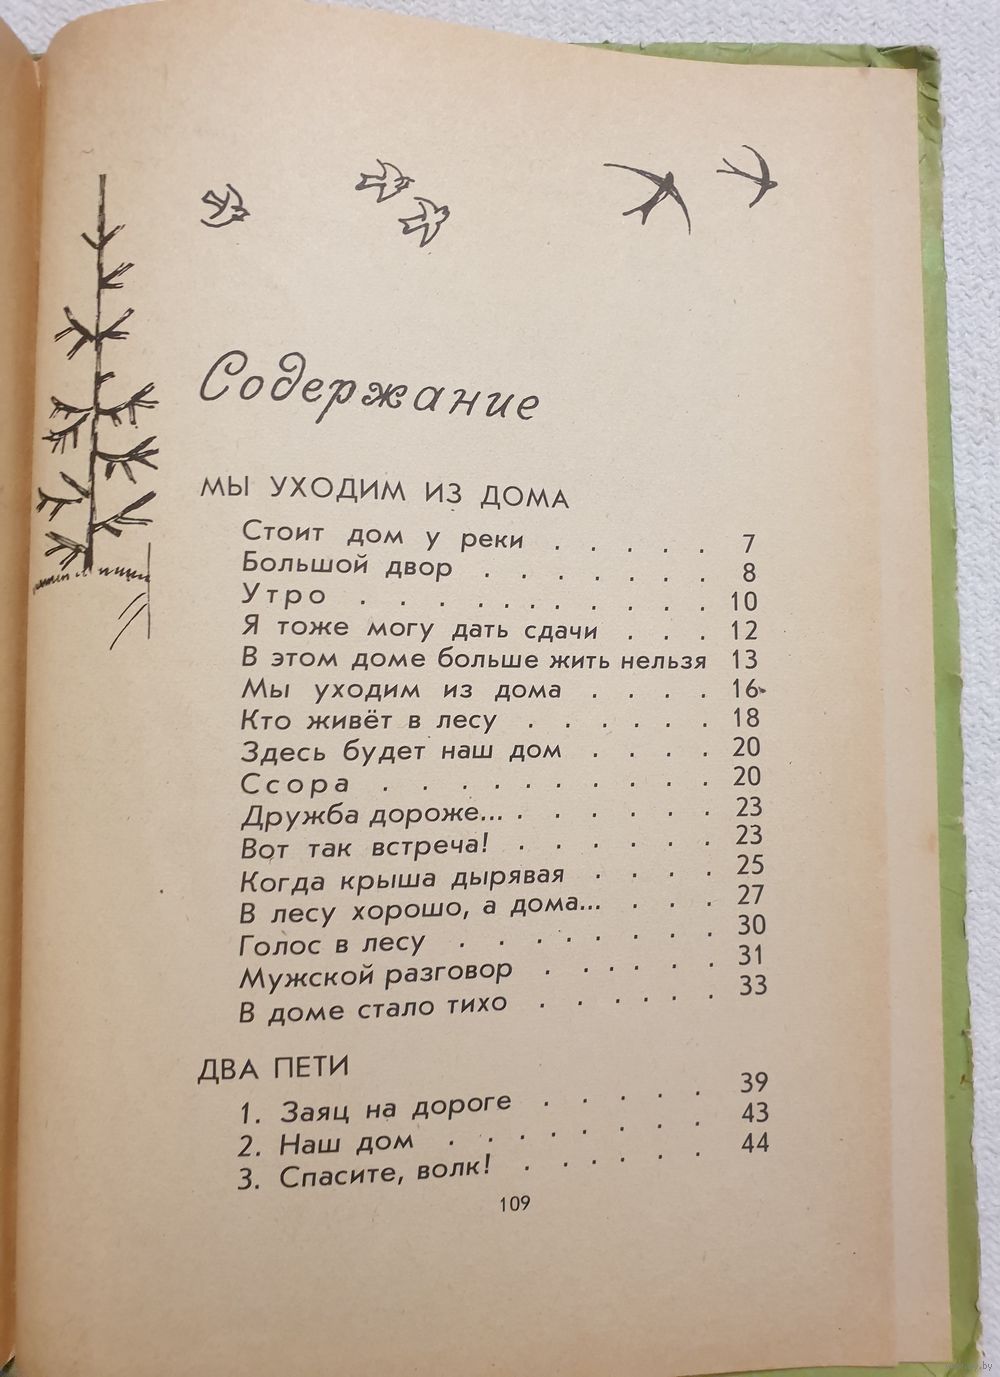 Содержание
МЫ УХОДИМ ИЗ ДОМА
Стоит дом у реки . . . . . 7
Большой двор . . . . . . . 8
Утро . . . . . . . . . . 10
Я тоже могу дать сдачи . . . 12
В этом доме больше жить нельзя 13
Мы уходим из дома . . . . 16
Кто живёт в лесу . . . . . . 18
Здесь будет наш дом . . . . 20
Ссора . . . . . . . . . 20
Дружба дороже... . . . . . . 23
Вот так встреча! . . . . . . 23
Когда крыша дырявая . . . . 25
В лесу хорошо, а дома... . . . 27
Голос в лесу . . . . . . . . 30
Мужской разговор . . . . . . 31
В доме стало тихо . . . . . . 33
ДВА ПЕТИ
1. Заяц на дороге . . . . . 39
2. Наш дом . . . . . . . . 43
3. Спасите, волк! . . . . . . 44
109